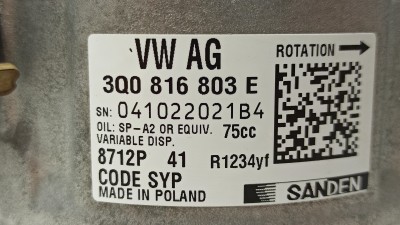 VW AG
ROTATION
3Q0 816 803 E
SN: 041022021B4
OIL: SP-A2 OR EQUIV. 75cc
VARIABLE DISP.
8712P 41 R1234yf
CODE SYP
MADE IN POLAND
SANDEN